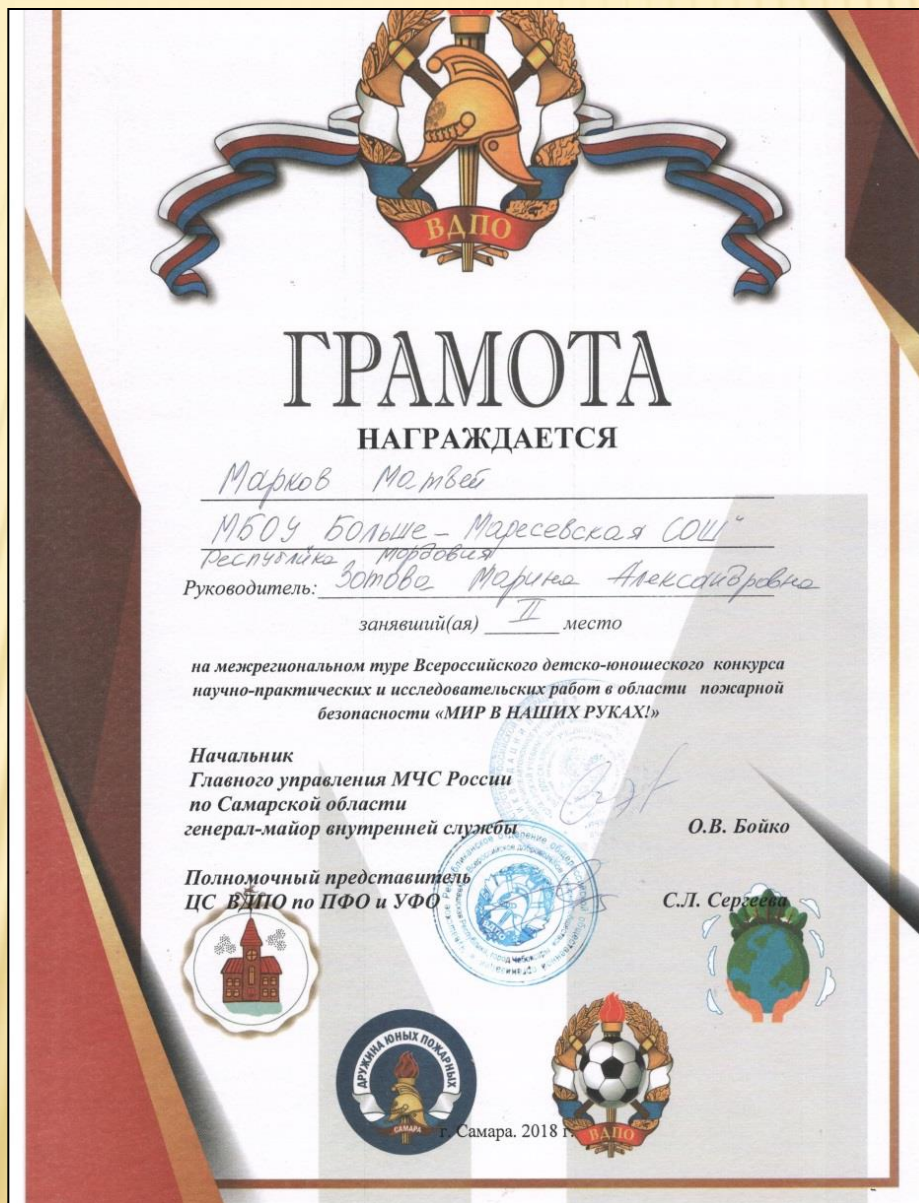 ВДПО
ГРАМОТА
НАГРАЖДАЕТСЯ
Марков Матвей
МБОУ Больше-Маресевская СОШ"
Республика Мордовия
Руководитель: Зотова Марина Александровна
занявший(ая) II место
на межрегиональном туре Всероссийского детско-юношеского конкурса
научно-практических и исследовательских работ в области пожарной
безопасности «МИР В НАШИХ РУКАХ!»
Начальник
Главного управления МЧС России
по Самарской области
генерал-майор внутренней службы О.В. Бойко
Полномочный представитель
ЦС ВДПО по ПФО и УФО С.Л. Сергеева
ДРУЖИНА ЮНЫХ ПОЖАРНЫХ
САМАРА
ВДПО
г. Самара. 2018 г.